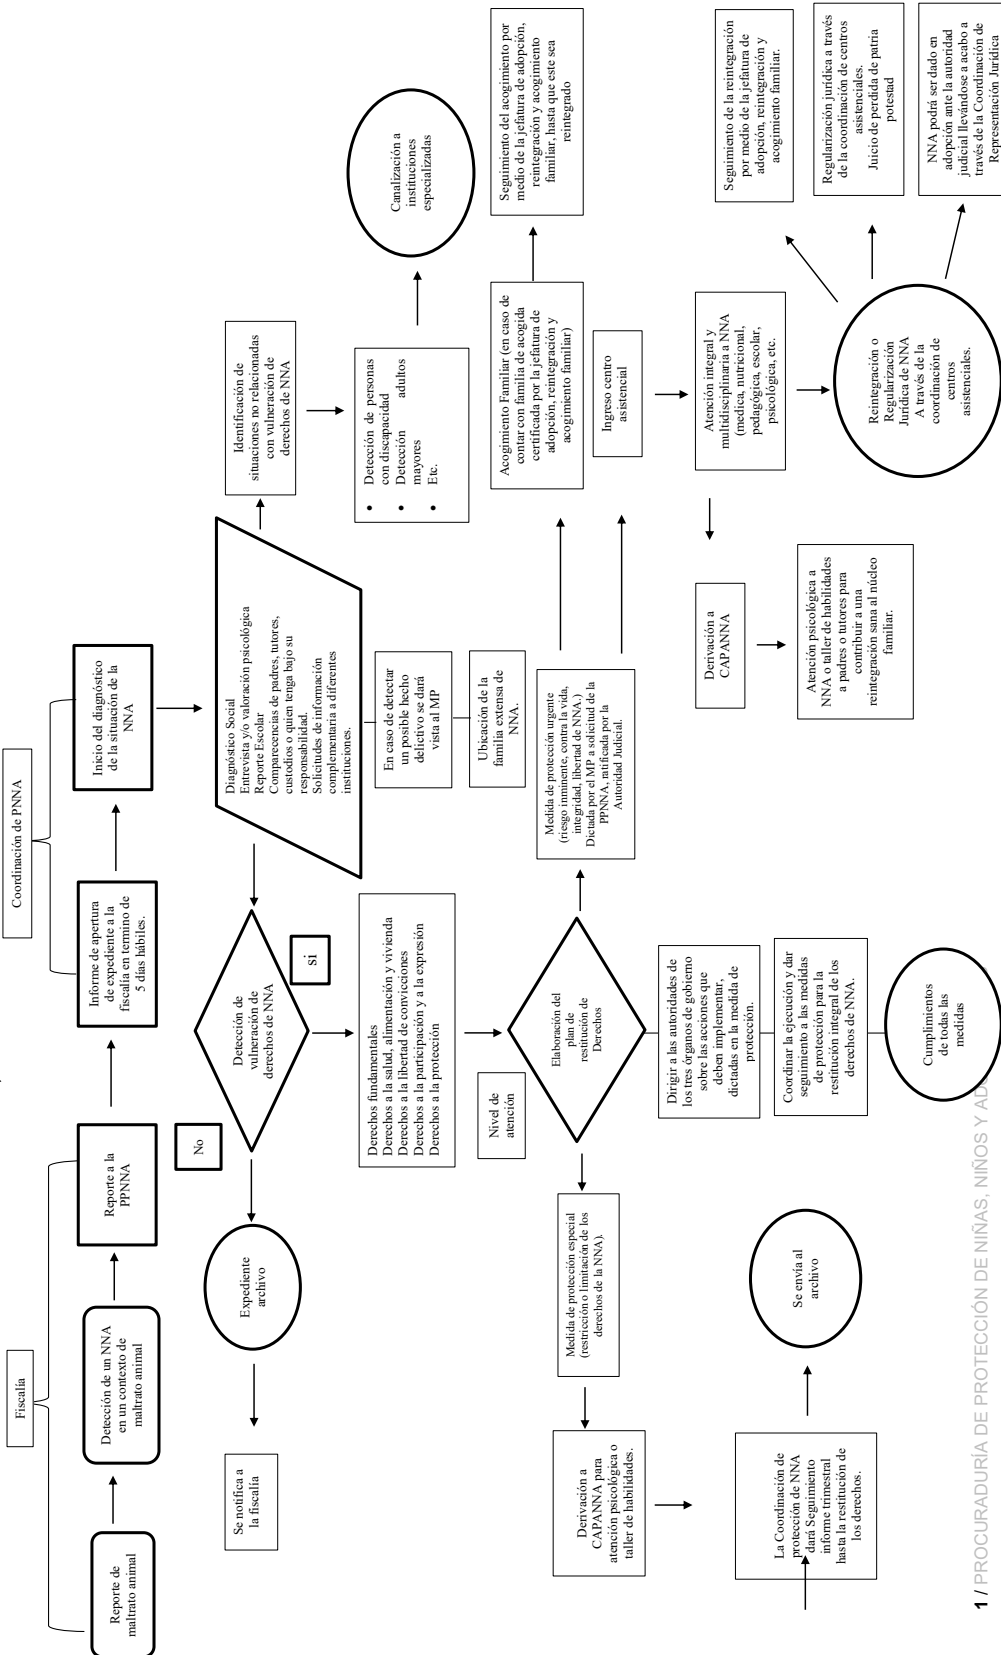 Fiscalía
Coordinación de PNNA
Reporte de
maltrato animal
Detección de un NNA
en un contexto de
maltrato animal
Reporte a la
PPNNA
Informe de apertura
de expediente a la
fiscalía en termino de
5 días hábiles.
Inicio del diagnóstico
de la situación de la
NNA
Se notifica a
la fiscalía
Expediente
archivo
No
Detección de
vulneración de
derechos de NNA
si
Diagnóstico Social
Entrevista y/o valoración psicológica
Reporte Escolar
Comparecencias de padres, tutores,
custodios o quien tenga bajo su
responsabilidad.
Solicitudes de información
complementaria a diferentes
instituciones.
Identificación de
situaciones no relacionadas
con vulneración de
derechos de NNA
Derechos fundamentales
Derechos a la salud, alimentación y vivienda
Derechos a la libertad de convicciones
Derechos a la participación y a la expresión
Derechos a la protección
En caso de detectar
un posible hecho
delictivo se dará
vista al MP
Ubicación de la
familia extensa de
NNA.
• Detección de personas
con discapacidad
• Detección adultos
mayores
• Etc.
Canalización a
instituciones
especializadas
Nivel de
atención
Elaboración del
plan de
restitución de
Derechos
Medida de protección especial
(restricción o limitación de los
derechos de la NNA).
Medida de protección urgente
(riesgo inminente, contra la vida,
integridad, libertad de NNA.)
Dictada por el MP a solicitud de la
PPNNA, ratificada por la
Autoridad Judicial.
Acogimiento Familiar (en caso de
contar con familia de acogida
certificada por la jefatura de
adopción, reintegración y
acogimiento familiar)
Seguimiento del acogimiento por
medio de la jefatura de adopción,
reintegración y acogimiento
familiar, hasta que este sea
reintegrado
Ingreso centro
asistencial
Derivación a
CAPANNA para
atención psicológica o
taller de habilidades.
Dirigir a las autoridades de
los tres órganos de gobierno
sobre las acciones que
deben implementar,
dictadas en la medida de
protección.
Derivación a
CAPANNA
Atención integral y
multidisciplinaria a NNA
(medica, nutricional,
pedagógica, escolar,
psicológica, etc.
La Coordinación de
protección de NNA
dará Seguimiento
informe trimestral
hasta la restitución de
los derechos.
Se envía al
archivo
Coordinar la ejecución y dar
seguimiento a las medidas
de protección para la
restitución integral de los
derechos de NNA.
Atención psicológica a
NNA o taller de habilidades
a padres o tutores para
contribuir a una
reintegración sana al núcleo
familiar.
Reintegración o
Regularización
Jurídica de NNA
A través de la
coordinación de
centros
asistenciales.
Seguimiento de la reintegración
por medio de la jefatura de
adopción, reintegración y
acogimiento familiar.
Regularización jurídica a través
de la coordinación de centros
asistenciales.
Juicio de perdida de patria
potestad
NNA podrá ser dado en
adopción ante la autoridad
judicial llevándose a acabo a
través de la Coordinación de
Representación Jurídica
Cumplimientos
de todas las
medidas
1 / PROCURADURÍA DE PROTECCIÓN DE NIÑAS, NIÑOS Y